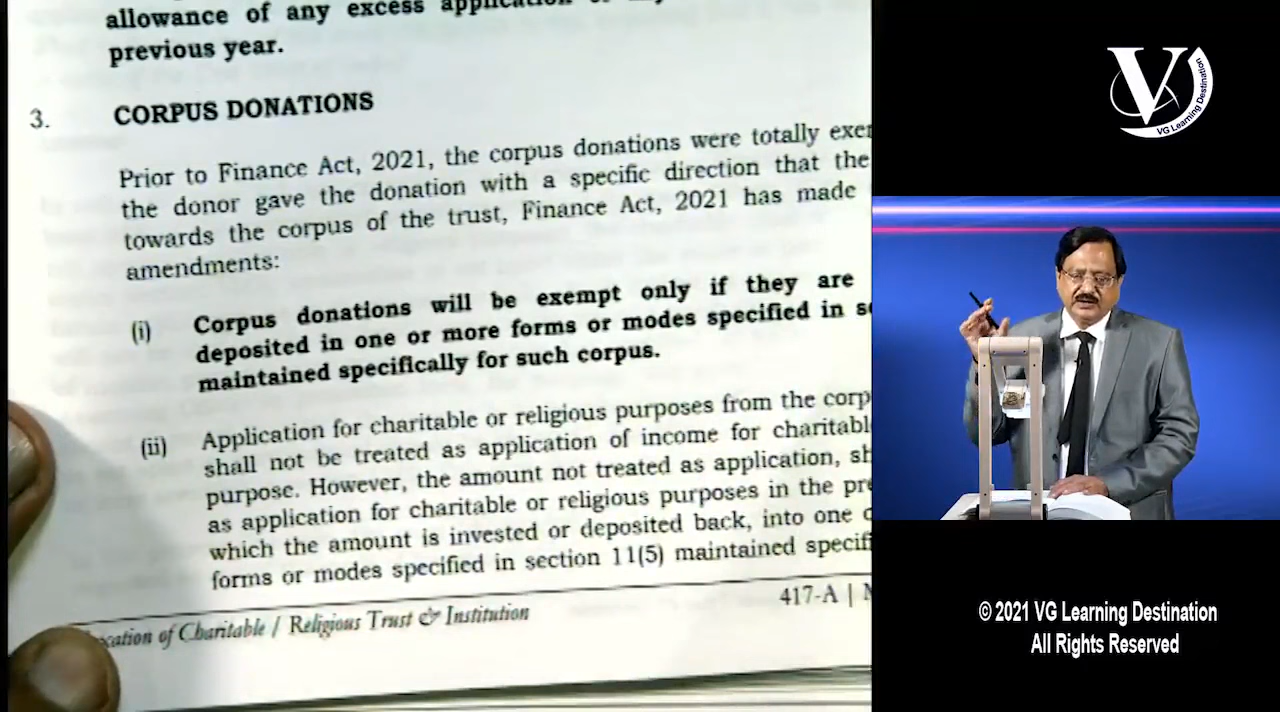 allowance of any excess application
previous year.
3. CORPUS DONATIONS
Prior to Finance Act, 2021, the corpus donations were totally
the donor gave the donation with a specific direction that the
towards the corpus of the trust, Finance Act, 2021 has made
amendments:
(i) Corpus donations will be exempt only if they are
deposited in one or more forms or modes specified in
maintained specifically for such corpus.
(ii) Application for charitable or religious purposes from the
shall not be treated as application of income for
purpose. However, the amount not treated as application,
as application for charitable or religious purposes in the
which the amount is invested or deposited back, into one
forms or modes specified in section 11(5) maintained
of Charitable / Religious Trust & Institution
417-A |
V
VG Learning Destination
© 2021 VG Learning Destination
All Rights Reserved